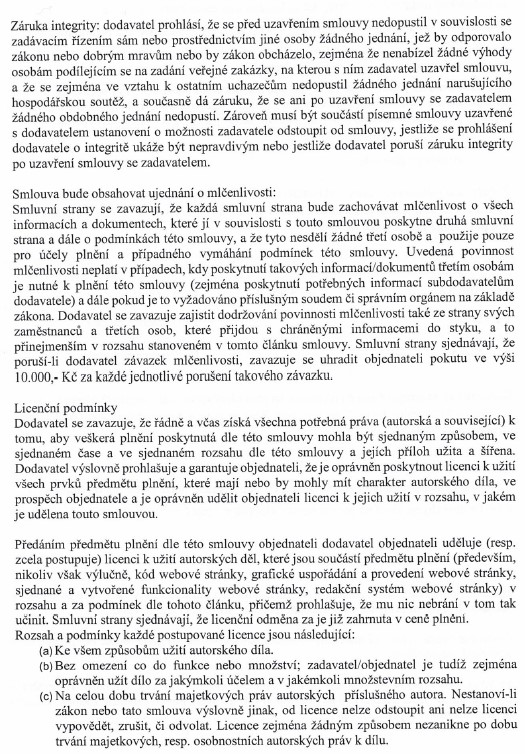 Záruka integrity: dodavatel prohlásí, že se před uzavřením smlouvy nedopustil v souvislosti se
zadávacím řízením sám nebo prostřednictvím jiné osoby žádného jednání, jež by odporovalo
zákonu nebo dobrým mravům nebo by zákon obcházelo, zejména že nenabízel žádné výhody
osobám podílejícím se na zadání veřejné zakázky, na kterou s ním zadavatel uzavřel smlouvu,
a že se zejména ve vztahu k ostatním uchazečům nedopustil žádného jednání narušujícího
hospodářskou soutěž, a současně dá záruku, že se ani po uzavření smlouvy se zadavatelem
žádného obdobného jednání nedopustí. Zároveň musí být součástí písemné smlouvy uzavřené
s dodavatelem ustanovení o možnosti zadavatele odstoupit od smlouvy, jestliže se prohlášení
dodavatele o integritě ukáže být nepravdivým nebo jestliže dodavatel poruší záruku integrity
po uzavření smlouvy se zadavatelem.
Smlouva bude obsahovat ujednání o mlčenlivosti:
Smluvní strany se zavazují, že každá smluvní strana bude zachovávat mlčenlivost o všech
informacích a dokumentech, které jí v souvislosti s touto smlouvou poskytne druhá smluvní
strana a dále o podmínkách této smlouvy, a že tyto nesdělí žádné třetí osobě a použije pouze
pro účely plnění a případného vymáhání podmínek této smlouvy. Uvedená povinnost
mlčenlivosti neplatí v případech, kdy poskytnutí takových informací/dokumentů třetím osobám
je nutné k plnění této smlouvy (zejména poskytnutí potřebných informací subdodavatelům
dodavatele) a dále pokud je to vyžadováno příslušným soudem či správním orgánem na základě
zákona. Dodavatel se zavazuje zajistit dodržování povinnosti mlčenlivosti také ze strany svých
zaměstnanců a třetích osob, které přijdou s chráněnými informacemi do styku, a to
přinejmenším v rozsahu stanoveném v tomto článku smlouvy. Smluvní strany sjednávají, že
poruší-li dodavatel závazek mlčenlivosti, zavazuje se uhradit objednateli pokutu ve výši
10.000,- Kč za každé jednotlivé porušení takového závazku.
Licenční podmínky
Dodavatel se zavazuje, že řádně a včas získá všechna potřebná práva (autorská a související) k
tomu, aby veškerá plnění poskytnutá dle této smlouvy mohla být sjednaným způsobem, ve
sjednaném čase a ve sjednaném rozsahu dle této smlouvy a jejích příloh užita a šířena.
Dodavatel výslovně prohlašuje a garantuje objednateli, že je oprávněn poskytnout licenci k užití
všech prvků předmětu plnění, které mají nebo by mohly mít charakter autorského díla, ve
prospěch objednatele a je oprávněn udělit objednateli licenci k jejich užití v rozsahu, v jakém
je udělena touto smlouvou.
Předáním předmětu plnění dle této smlouvy objednateli dodavatel objednateli uděluje (resp.
zcela postupuje) licenci k užití autorských děl, které jsou součástí předmětu plnění (především,
nikoliv však výlučně, kód webové stránky, grafické uspořádání a provedení webové stránky,
sjednané a vytvořené funkcionality webové stránky, redakční systém webové stránky) v
rozsahu a za podmínek dle tohoto článku, přičemž prohlašuje, že mu nic nebrání v tom tak
učinit. Smluvní strany sjednávají, že licenční odměna za je již zahrnuta v ceně plnění.
Rozsah a podmínky každé postupované licence jsou následující:
(a) Ke všem způsobům užití autorského díla.
(b) Bez omezení co do funkce nebo množství; zadavatel/objednatel je tudíž zejména
oprávněn užít dílo za jakýmkoli účelem a v jakémkoli množstevním rozsahu.
(c) Na celou dobu trvání majetkových práv autorských příslušného autora. Nestanoví-li
zákon nebo tato smlouva výslovně jinak, od licence nelze odstoupit ani nelze licenci
vypovědět, zrušit, či odvolat. Licence zejména žádným způsobem nezanikne po dobu
trvání majetkových, resp. osobnostních autorských práv k dílu.